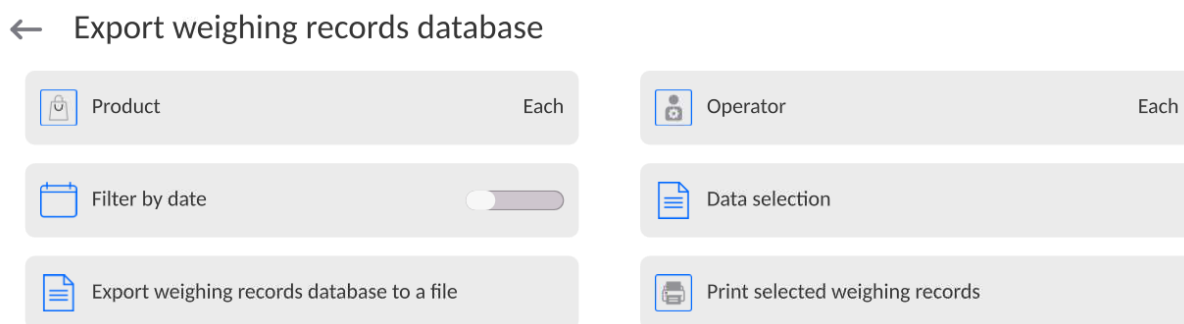 Export weighing records database
Product Each
Operator Each
Filter by date
Data selection
Export weighing records database to a file
Print selected weighing records